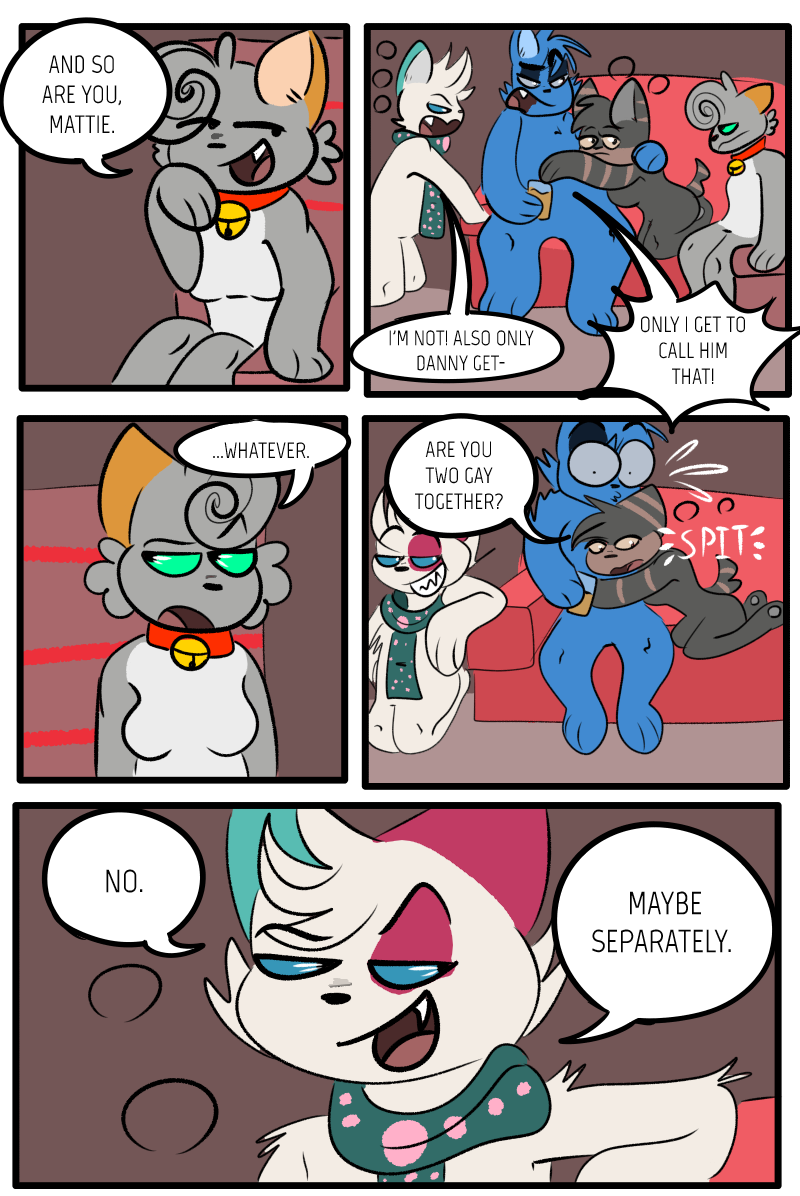 AND SO
ARE YOU,
MATTIE.
I'M NOT! ALSO ONLY
DANNY GET-
ONLY I GET TO
CALL HIM
THAT!
...WHATEVER.
ARE YOU
TWO GAY
TOGETHER?
SPIT
NO.
MAYBE
SEPARATELY.